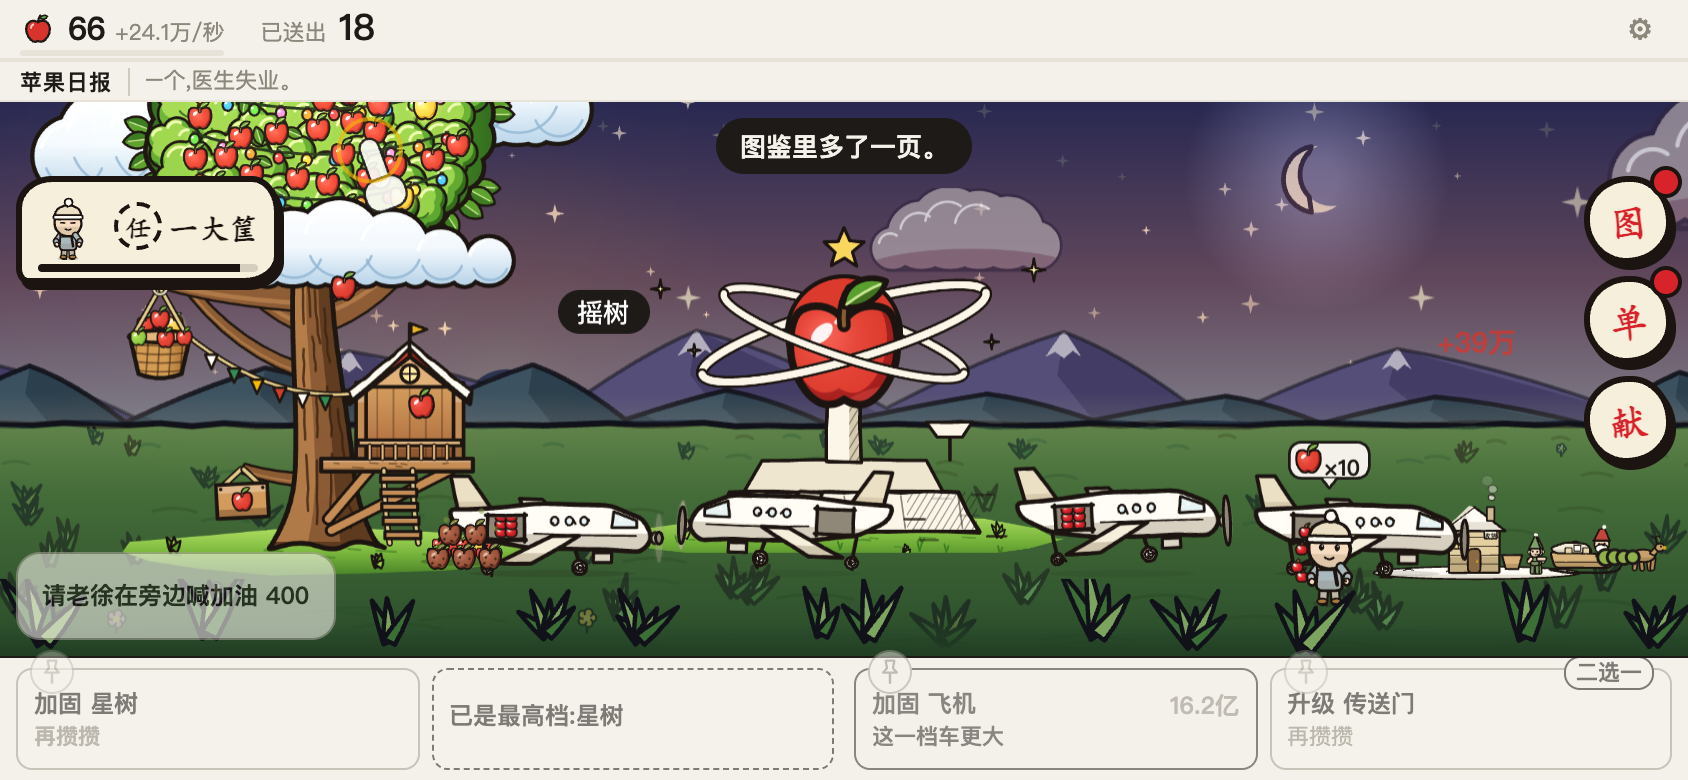 66 +24.1万/秒 已送出 18
苹果日报 一个,医生失业。
图鉴里多了一页。
任 一大筐
图
摇树
单
+39万
献
×10
请老徐在旁边喊加油 400
二选一
加固 星树
再攒攒
已是最高档:星树
加固 飞机 16.2亿
这一档车更大
升级 传送门
再攒攒